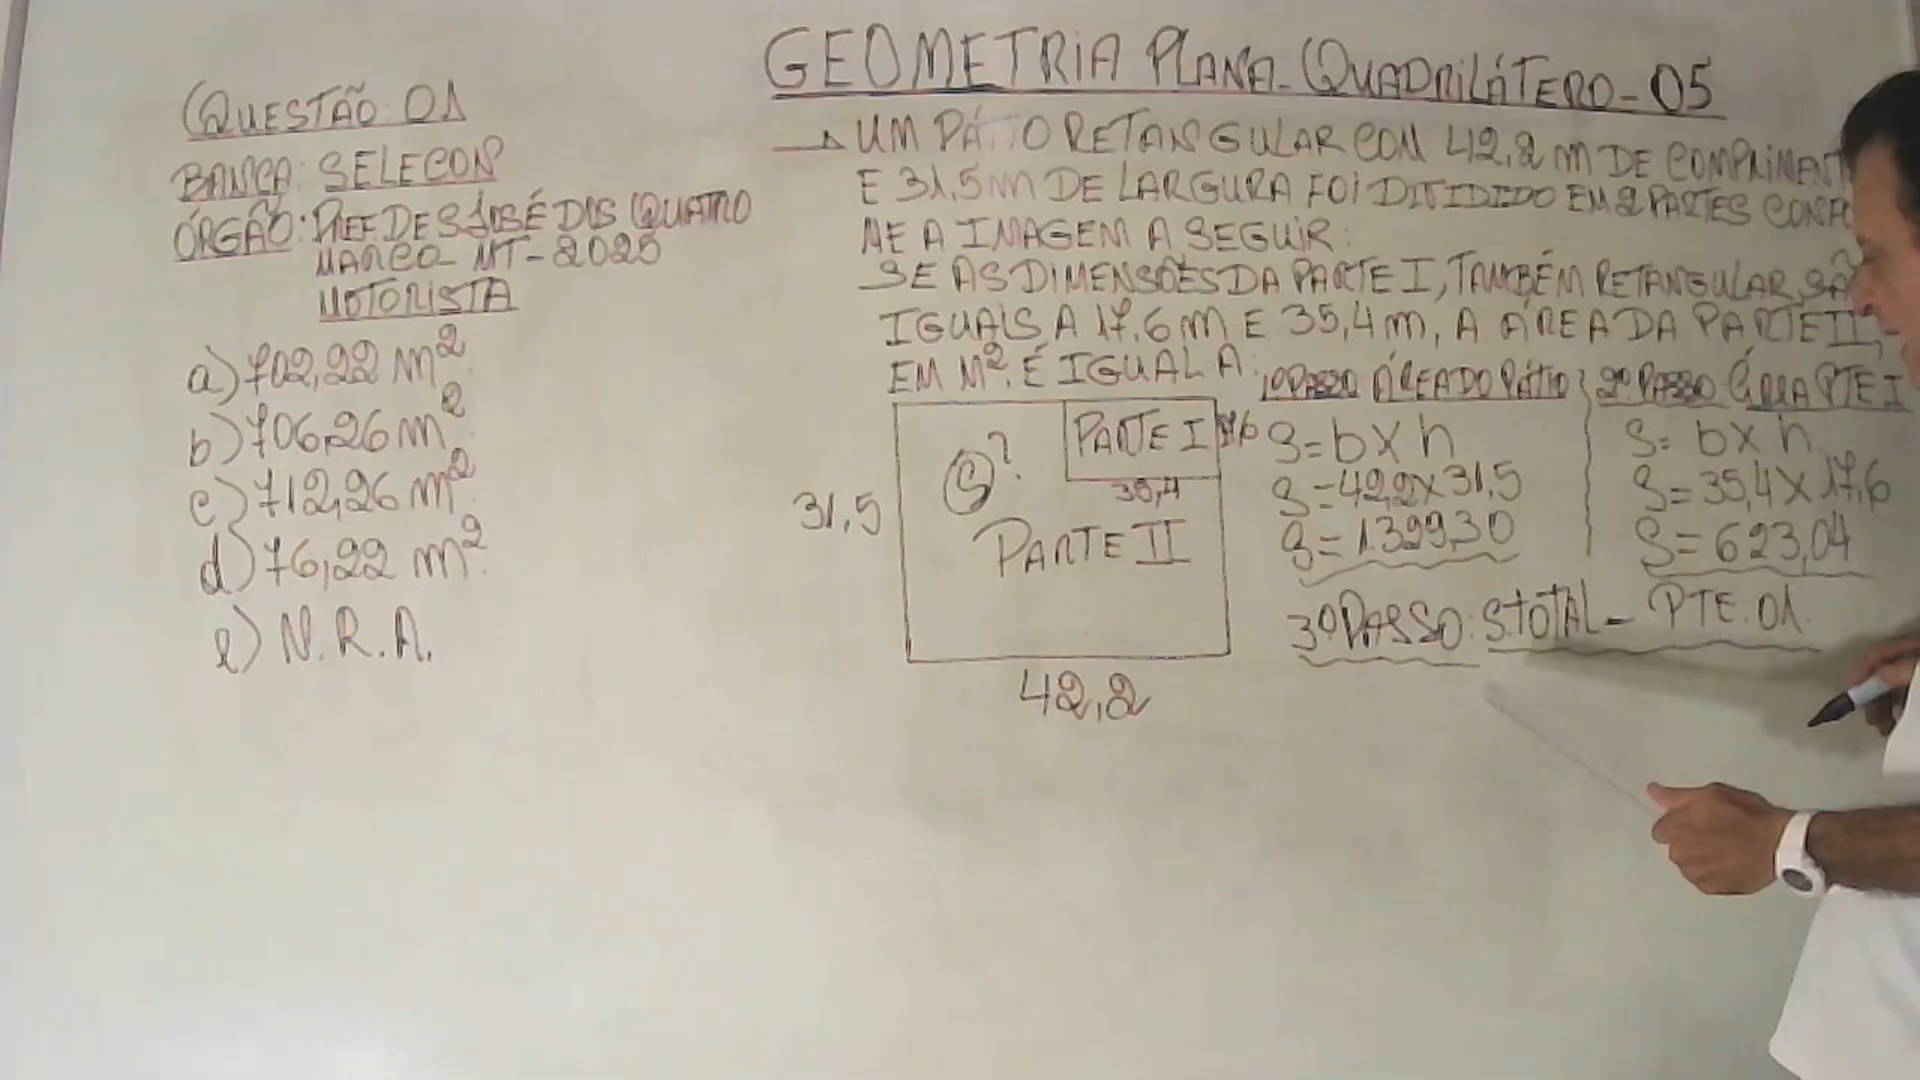 GEOMETRIA PLANA - QUADRILÁTERO - 05
QUESTÃO: 01
BANCA: SELECON
ÓRGÃO: PREF DE S JOSÉ DOS QUATRO
MARCO - MT - 2025
MOTORISTA
a) 702,22 m²
b) 706,26 m²
c) 712,26 m²
d) 76,22 m²
e) N.R.A.
UM PÁTIO RETANGULAR COM 42,2 m DE COMPRIMENT
E 31,5 m DE LARGURA FOI DIVIDIDO EM 2 PARTES CONFO
ME A IMAGEM A SEGUIR:
SE AS DIMENSÕES DA PARTE I, TAMBÉM RETANGULAR, SÃ
IGUAIS A 17,6 m E 35,4 m, A ÁREA DA PARTE II,
EM M², É IGUAL A:
PARTE I
35,4
S?
31,5
PARTE II
42,2
1º PASSO ÁREA DO PÁTIO
S = b x h
S = 42,2 x 31,5
S = 1329,30
2º PASSO ÁREA PTE I
S = b x h
S = 35,4 x 17,6
S = 623,04
3º PASSO: S TOTAL - PTE: 01